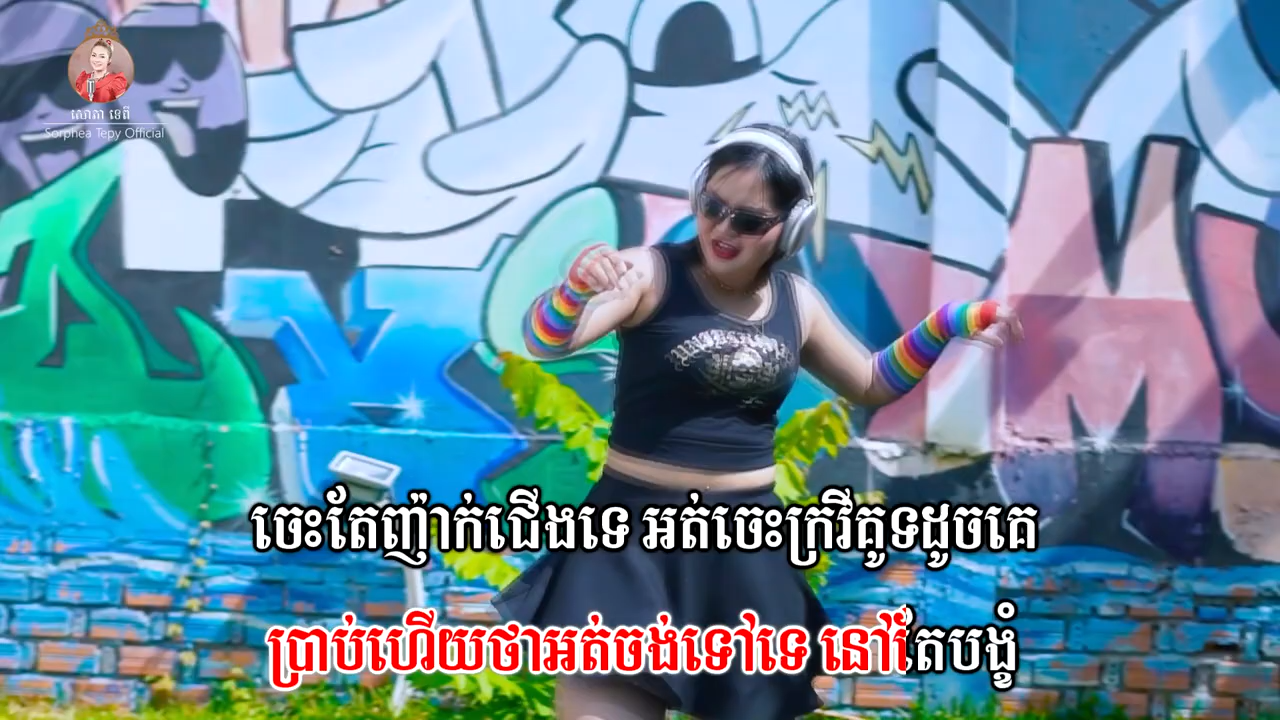 សោភា ទេពី
Sorphea Tepy Official
ចេះតែញ៉ាក់ជើងទេ អត់ចេះក្រវីគូទដូចគេ
ប្រាប់ហើយថាអត់ចង់ទៅទេ នៅតែបង្ខំ